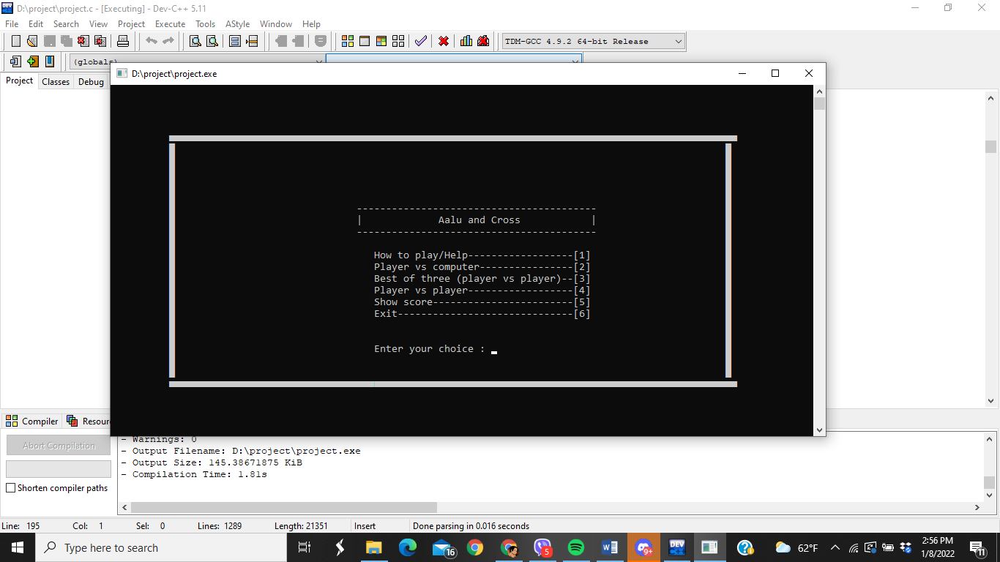 D:\project\project.c - [Executing] - Dev-C++ 5.11
File Edit Search View Project Execute Tools AStyle Window Help
TDM-GCC 4.9.2 64-bit Release
(globals)
D:\project\project.exe
Project Classes Debug
----------------------------------------
| Aalu and Cross |
----------------------------------------
How to play/Help------------------[1]
Player vs computer----------------[2]
Best of three (player vs player)--[3]
Player vs player------------------[4]
Show score------------------------[5]
Exit------------------------------[6]
Enter your choice :
Compiler
Abort Compilation
Shorten compiler paths
- Warnings: 0
- Output Filename: D:\project\project.exe
- Output Size: 145.38671875 KiB
- Compilation Time: 1.81s
Line: 195 Col: 1 Sel: 0 Lines: 1289 Length: 21351 Insert Done parsing in 0.016 seconds
Type here to search
16
5
9+
DEV
62°F
2:56 PM
1/8/2022
11